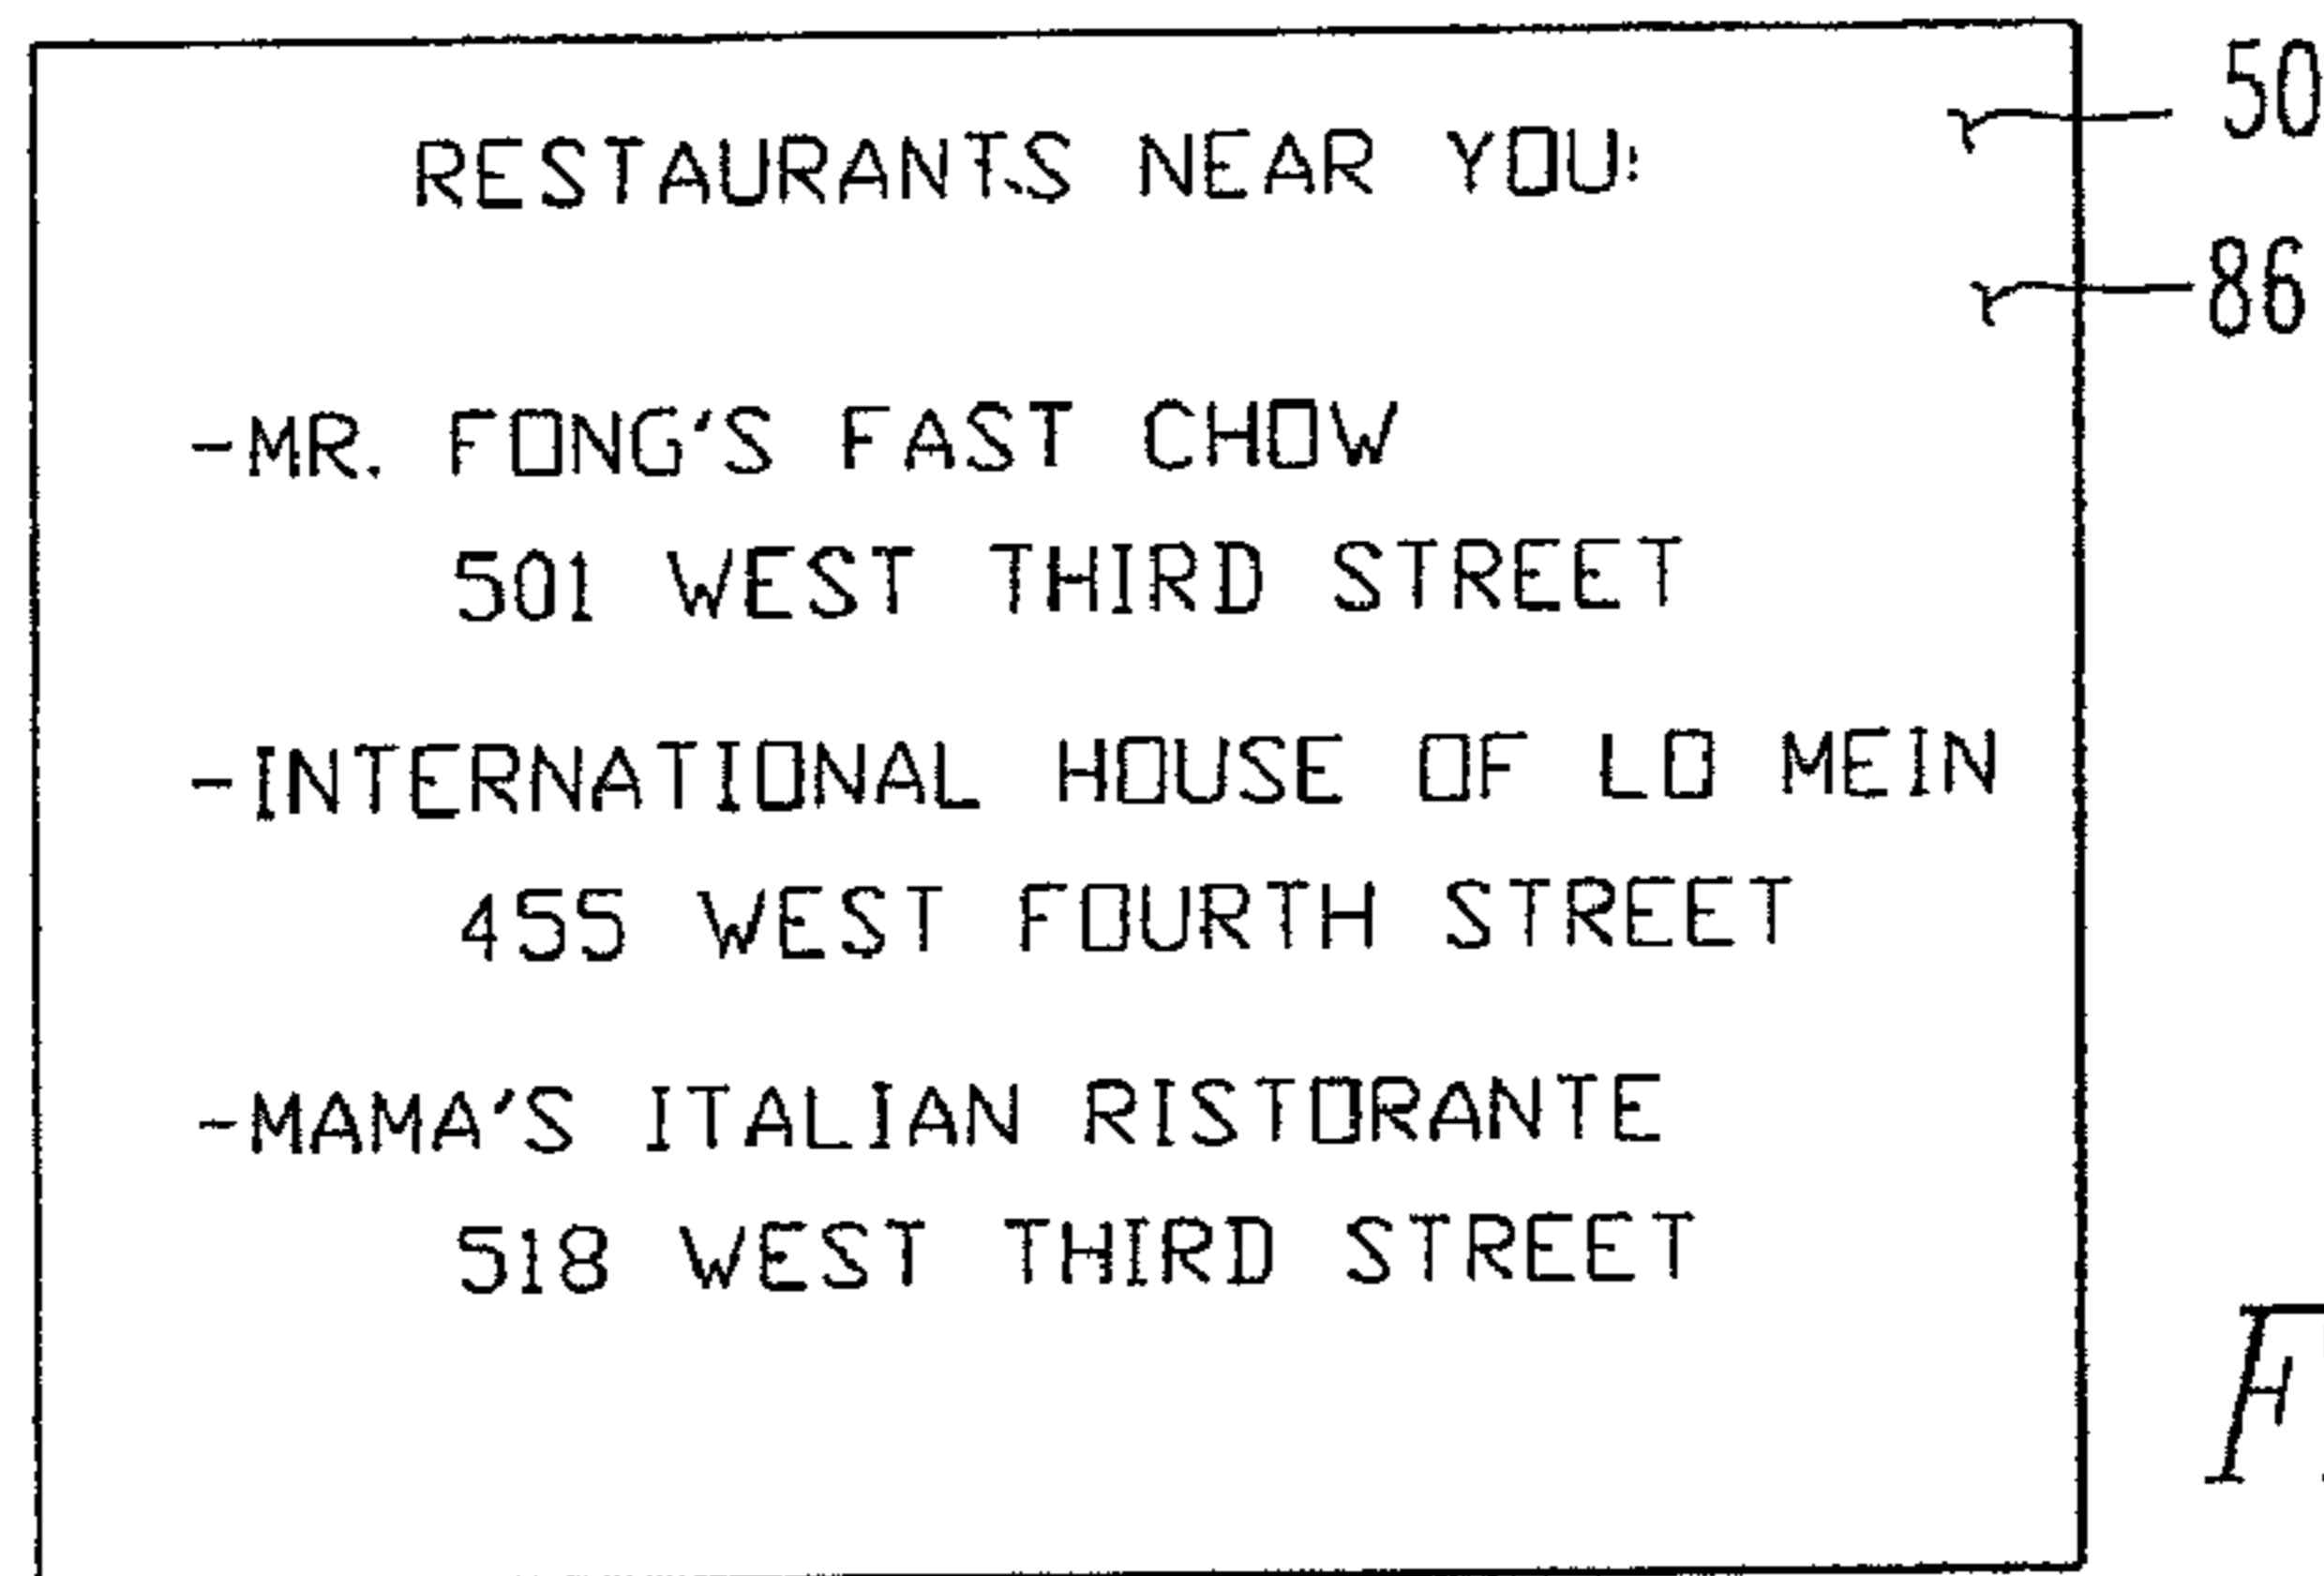 RESTAURANTS NEAR YOU:
50
86
-MR. FONG'S FAST CHOW
501 WEST THIRD STREET
-INTERNATIONAL HOUSE OF LO MEIN
455 WEST FOURTH STREET
-MAMA'S ITALIAN RISTORANTE
518 WEST THIRD STREET